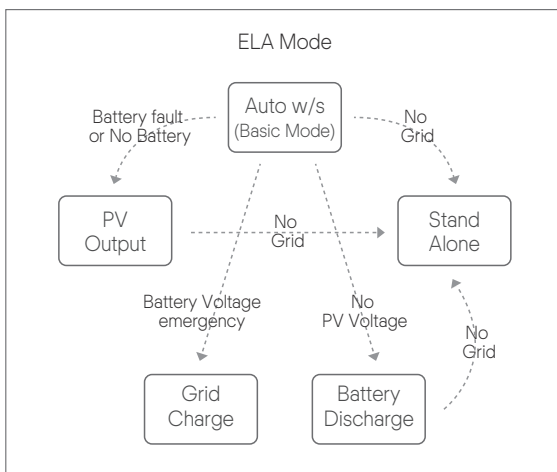 ELA Mode
Auto w/s
(Basic Mode)
Battery fault
or No Battery
No
Grid
PV
Output
No
Grid
Stand
Alone
Battery Voltage
emergency
No
PV Voltage
No
Grid
Grid
Charge
Battery
Discharge